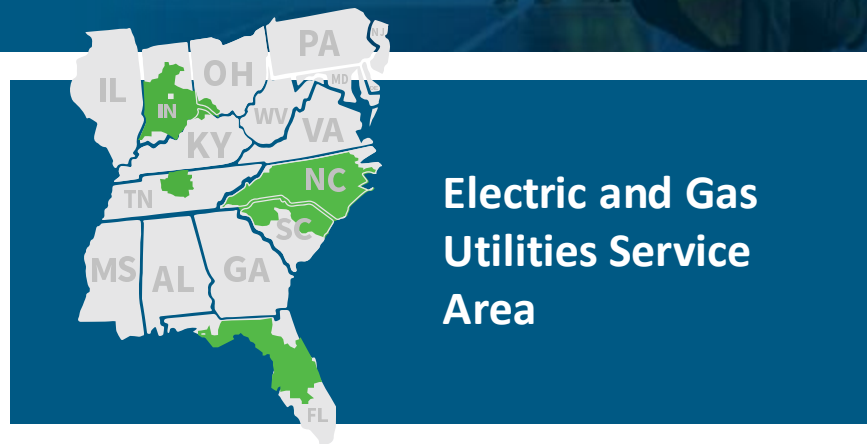 PA
NJ
OH
IL
MD
IN
WV
VA
KY
NC
TN
SC
MS
AL
GA
FL
Electric and Gas
Utilities Service
Area